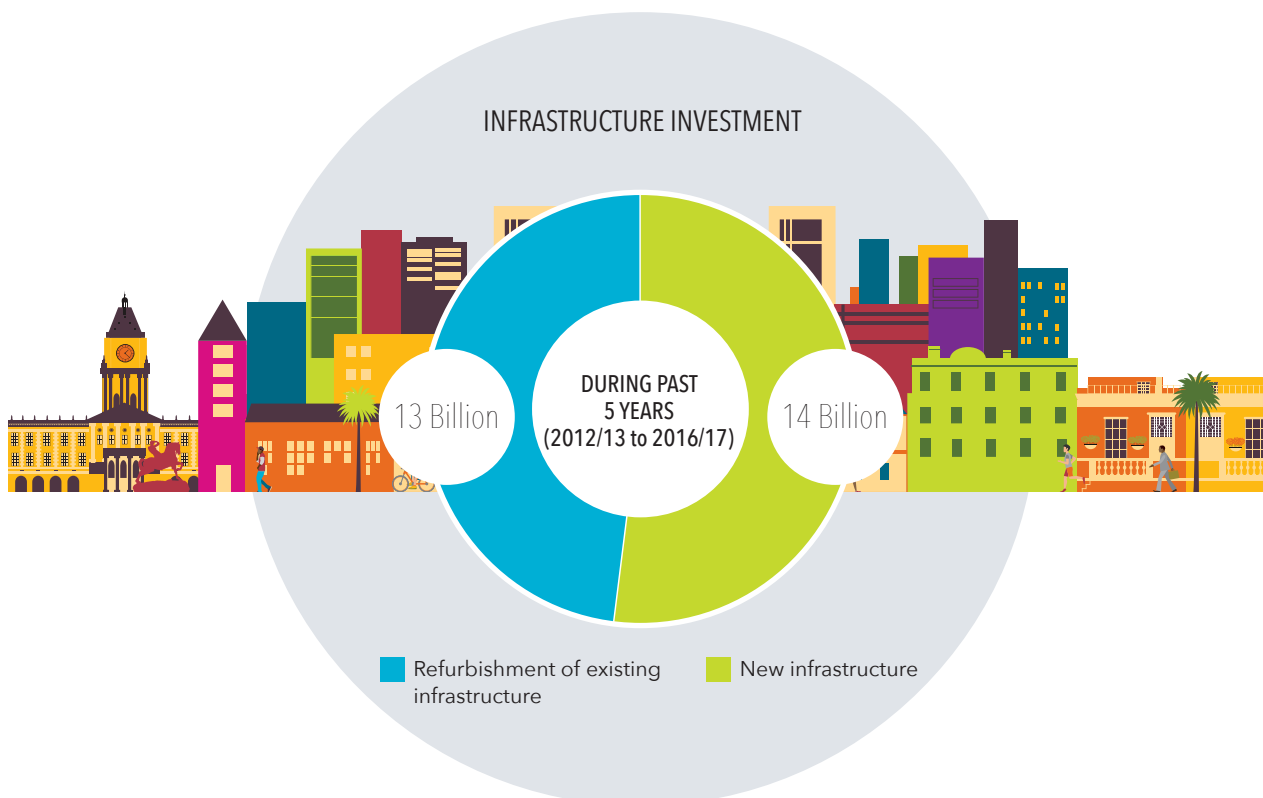 INFRASTRUCTURE INVESTMENT
DURING PAST
5 YEARS
(2012/13 to 2016/17)
13 Billion
14 Billion
Refurbishment of existing
infrastructure
New infrastructure